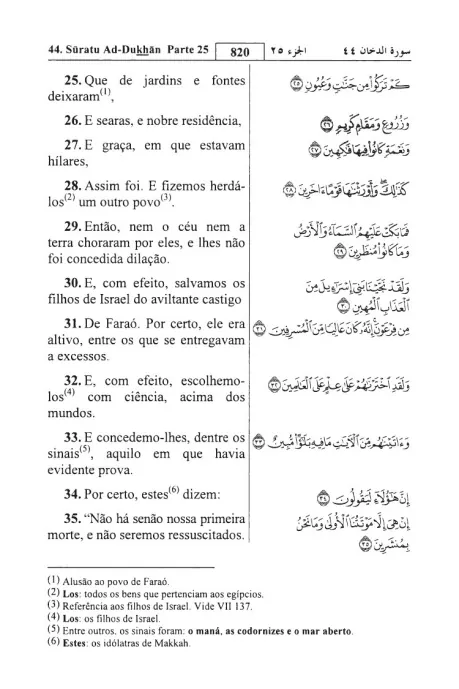 44. Sūratu Ad-Dukhān Parte 25 | 820 | الجزء ٢٥ سورة الدخان ٤٤
25. Que de jardins e fontes
deixaram(1),
كَمْ تَرَكُوا۟ مِن جَنَّـٰتٍ وَعُيُونٍ ﴿٢٥﴾
26. E searas, e nobre residência,
وَزُرُوعٍ وَمَقَامٍ كَرِيمٍ ﴿٢٦﴾
27. E graça, em que estavam
hílares,
وَنَعْمَةٍ كَانُوا۟ فِيهَا فَـٰكِهِينَ ﴿٢٧﴾
28. Assim foi. E fizemos herdá-
los(2) um outro povo(3).
كَذَٰلِكَ ۖ وَأَوْرَثْنَـٰهَا قَوْمًا ءَاخَرِينَ ﴿٢٨﴾
29. Então, nem o céu nem a
terra choraram por eles, e lhes não
foi concedida dilação.
فَمَا بَكَتْ عَلَيْهِمُ ٱلسَّمَآءُ وَٱلْأَرْضُ
وَمَا كَانُوا۟ مُنظَرِينَ ﴿٢٩﴾
30. E, com efeito, salvamos os
filhos de Israel do aviltante castigo
وَلَقَدْ نَجَّيْنَا بَنِىٓ إِسْرَٰٓءِيلَ مِنَ
ٱلْعَذَابِ ٱلْمُهِينِ ﴿٣٠﴾
31. De Faraó. Por certo, ele era
altivo, entre os que se entregavam
a excessos.
مِن فِرْعَوْنَ ۚ إِنَّهُۥ كَانَ عَالِيًا مِّنَ ٱلْمُسْرِفِينَ ﴿٣١﴾
32. E, com efeito, escolhemo-
los(4) com ciência, acima dos
mundos.
وَلَقَدِ ٱخْتَرْنَـٰهُمْ عَلَىٰ عِلْمٍ عَلَى ٱلْعَـٰلَمِينَ ﴿٣٢﴾
33. E concedemo-lhes, dentre os
sinais(5), aquilo em que havia
evidente prova.
وَءَاتَيْنَـٰهُم مِّنَ ٱلْـَٔايَـٰتِ مَا فِيهِ بَلَـٰٓؤٌا۟ مُّبِينٌ ﴿٣٣﴾
34. Por certo, estes(6) dizem:
إِنَّ هَـٰٓؤُلَآءِ لَيَقُولُونَ ﴿٣٤﴾
35. “Não há senão nossa primeira
morte, e não seremos ressuscitados.
إِنْ هِىَ إِلَّا مَوْتَتُنَا ٱلْأُولَىٰ وَمَا نَحْنُ
بِمُنشَرِينَ ﴿٣٥﴾
(1) Alusão ao povo de Faraó.
(2) Los: todos os bens que pertenciam aos egípcios.
(3) Referência aos filhos de Israel. Vide VII 137.
(4) Los: os filhos de Israel.
(5) Entre outros, os sinais foram: o maná, as codornizes e o mar aberto.
(6) Estes: os idólatras de Makkah.